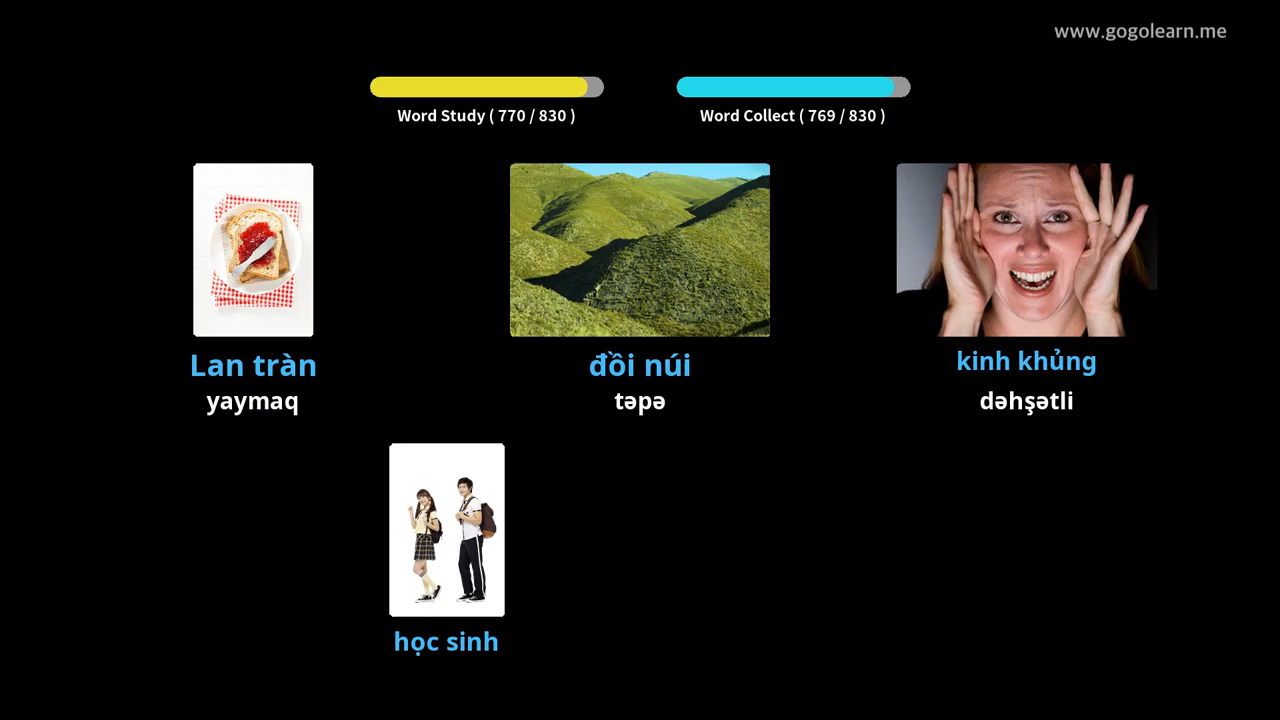 www.gogolearn.me
Word Study ( 770 / 830 )
Word Collect ( 769 / 830 )
Lan tràn
yaymaq
đồi núi
təpə
kinh khủng
dəhşətli
học sinh